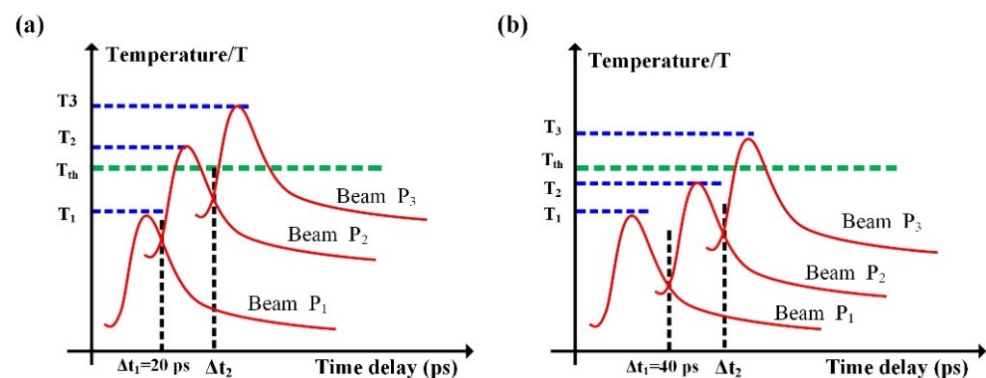 (a)
Temperature/T
T3
T₂
Tₜₕ
T₁
Beam P₃
Beam P₂
Beam P₁
Δt₁=20 ps
Δt₂
Time delay (ps)
(b)
Temperature/T
T₃
Tₜₕ
T₂
T₁
Beam P₃
Beam P₂
Beam P₁
Δt₁=40 ps
Δt₂
Time delay (ps)